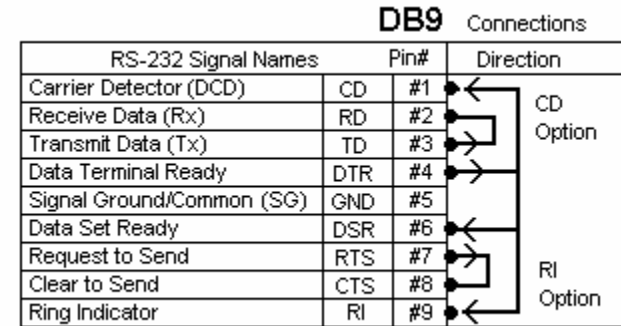 DB9 Connections
RS-232 Signal Names Pin# Direction
Carrier Detector (DCD) CD #1
CD
Receive Data (Rx) RD #2
Option
Transmit Data (Tx) TD #3
Data Terminal Ready DTR #4
Signal Ground/Common (SG) GND #5
Data Set Ready DSR #6
Request to Send RTS #7
RI
Clear to Send CTS #8
Option
Ring Indicator RI #9